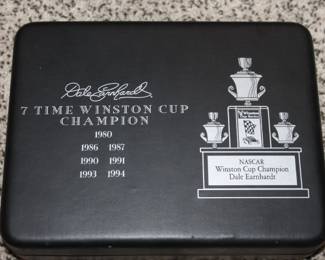 Dale Earnhardt
7 TIME WINSTON CUP
CHAMPION
1980
1986 1987
1990 1991
1993 1994
NASCAR
Winston Cup Champion
Dale Earnhardt